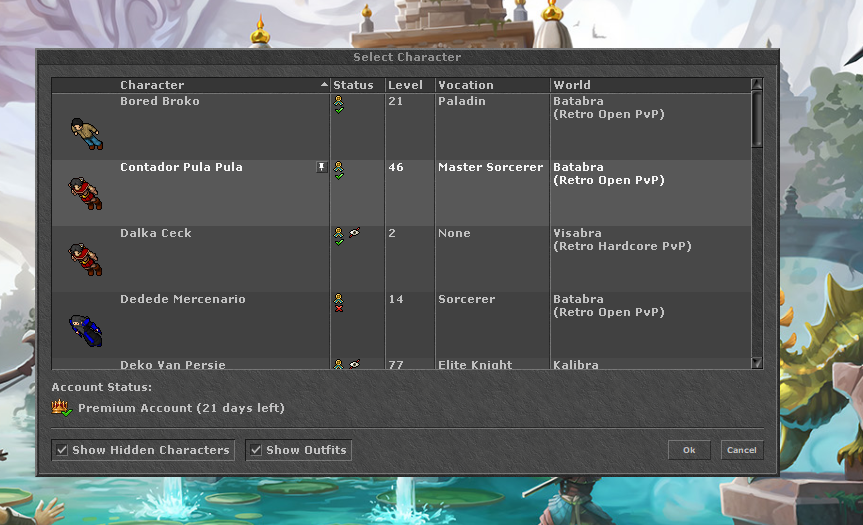 Select Character
Character Status Level Vocation World
Bored Broko 21 Paladin Batabra
(Retro Open PvP)
Contador Pula Pula 46 Master Sorcerer Batabra
(Retro Open PvP)
Dalka Ceck 2 None Visabra
(Retro Hardcore PvP)
Dedede Mercenario 14 Sorcerer Batabra
(Retro Open PvP)
Deko Van Persie 77 Elite Knight Kalibra
Account Status:
Premium Account (21 days left)
Show Hidden Characters Show Outfits Ok Cancel